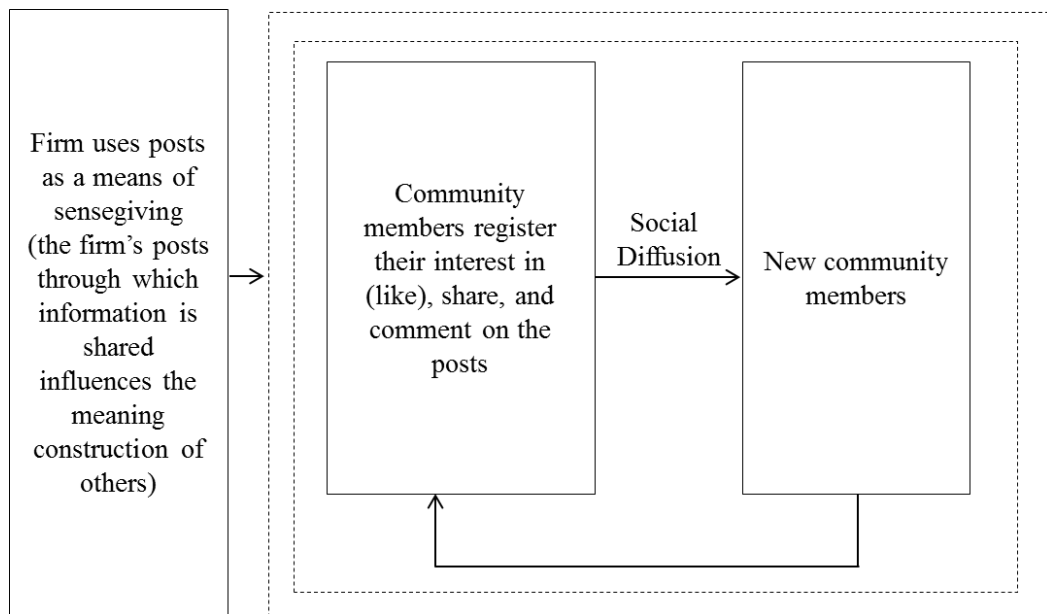 Firm uses posts
as a means of
sensegiving
(the firm's posts
through which
information is
shared
influences the
meaning
construction of
others)
Community
members register
their interest in
(like), share, and
comment on the
posts
Social
Diffusion
New community
members